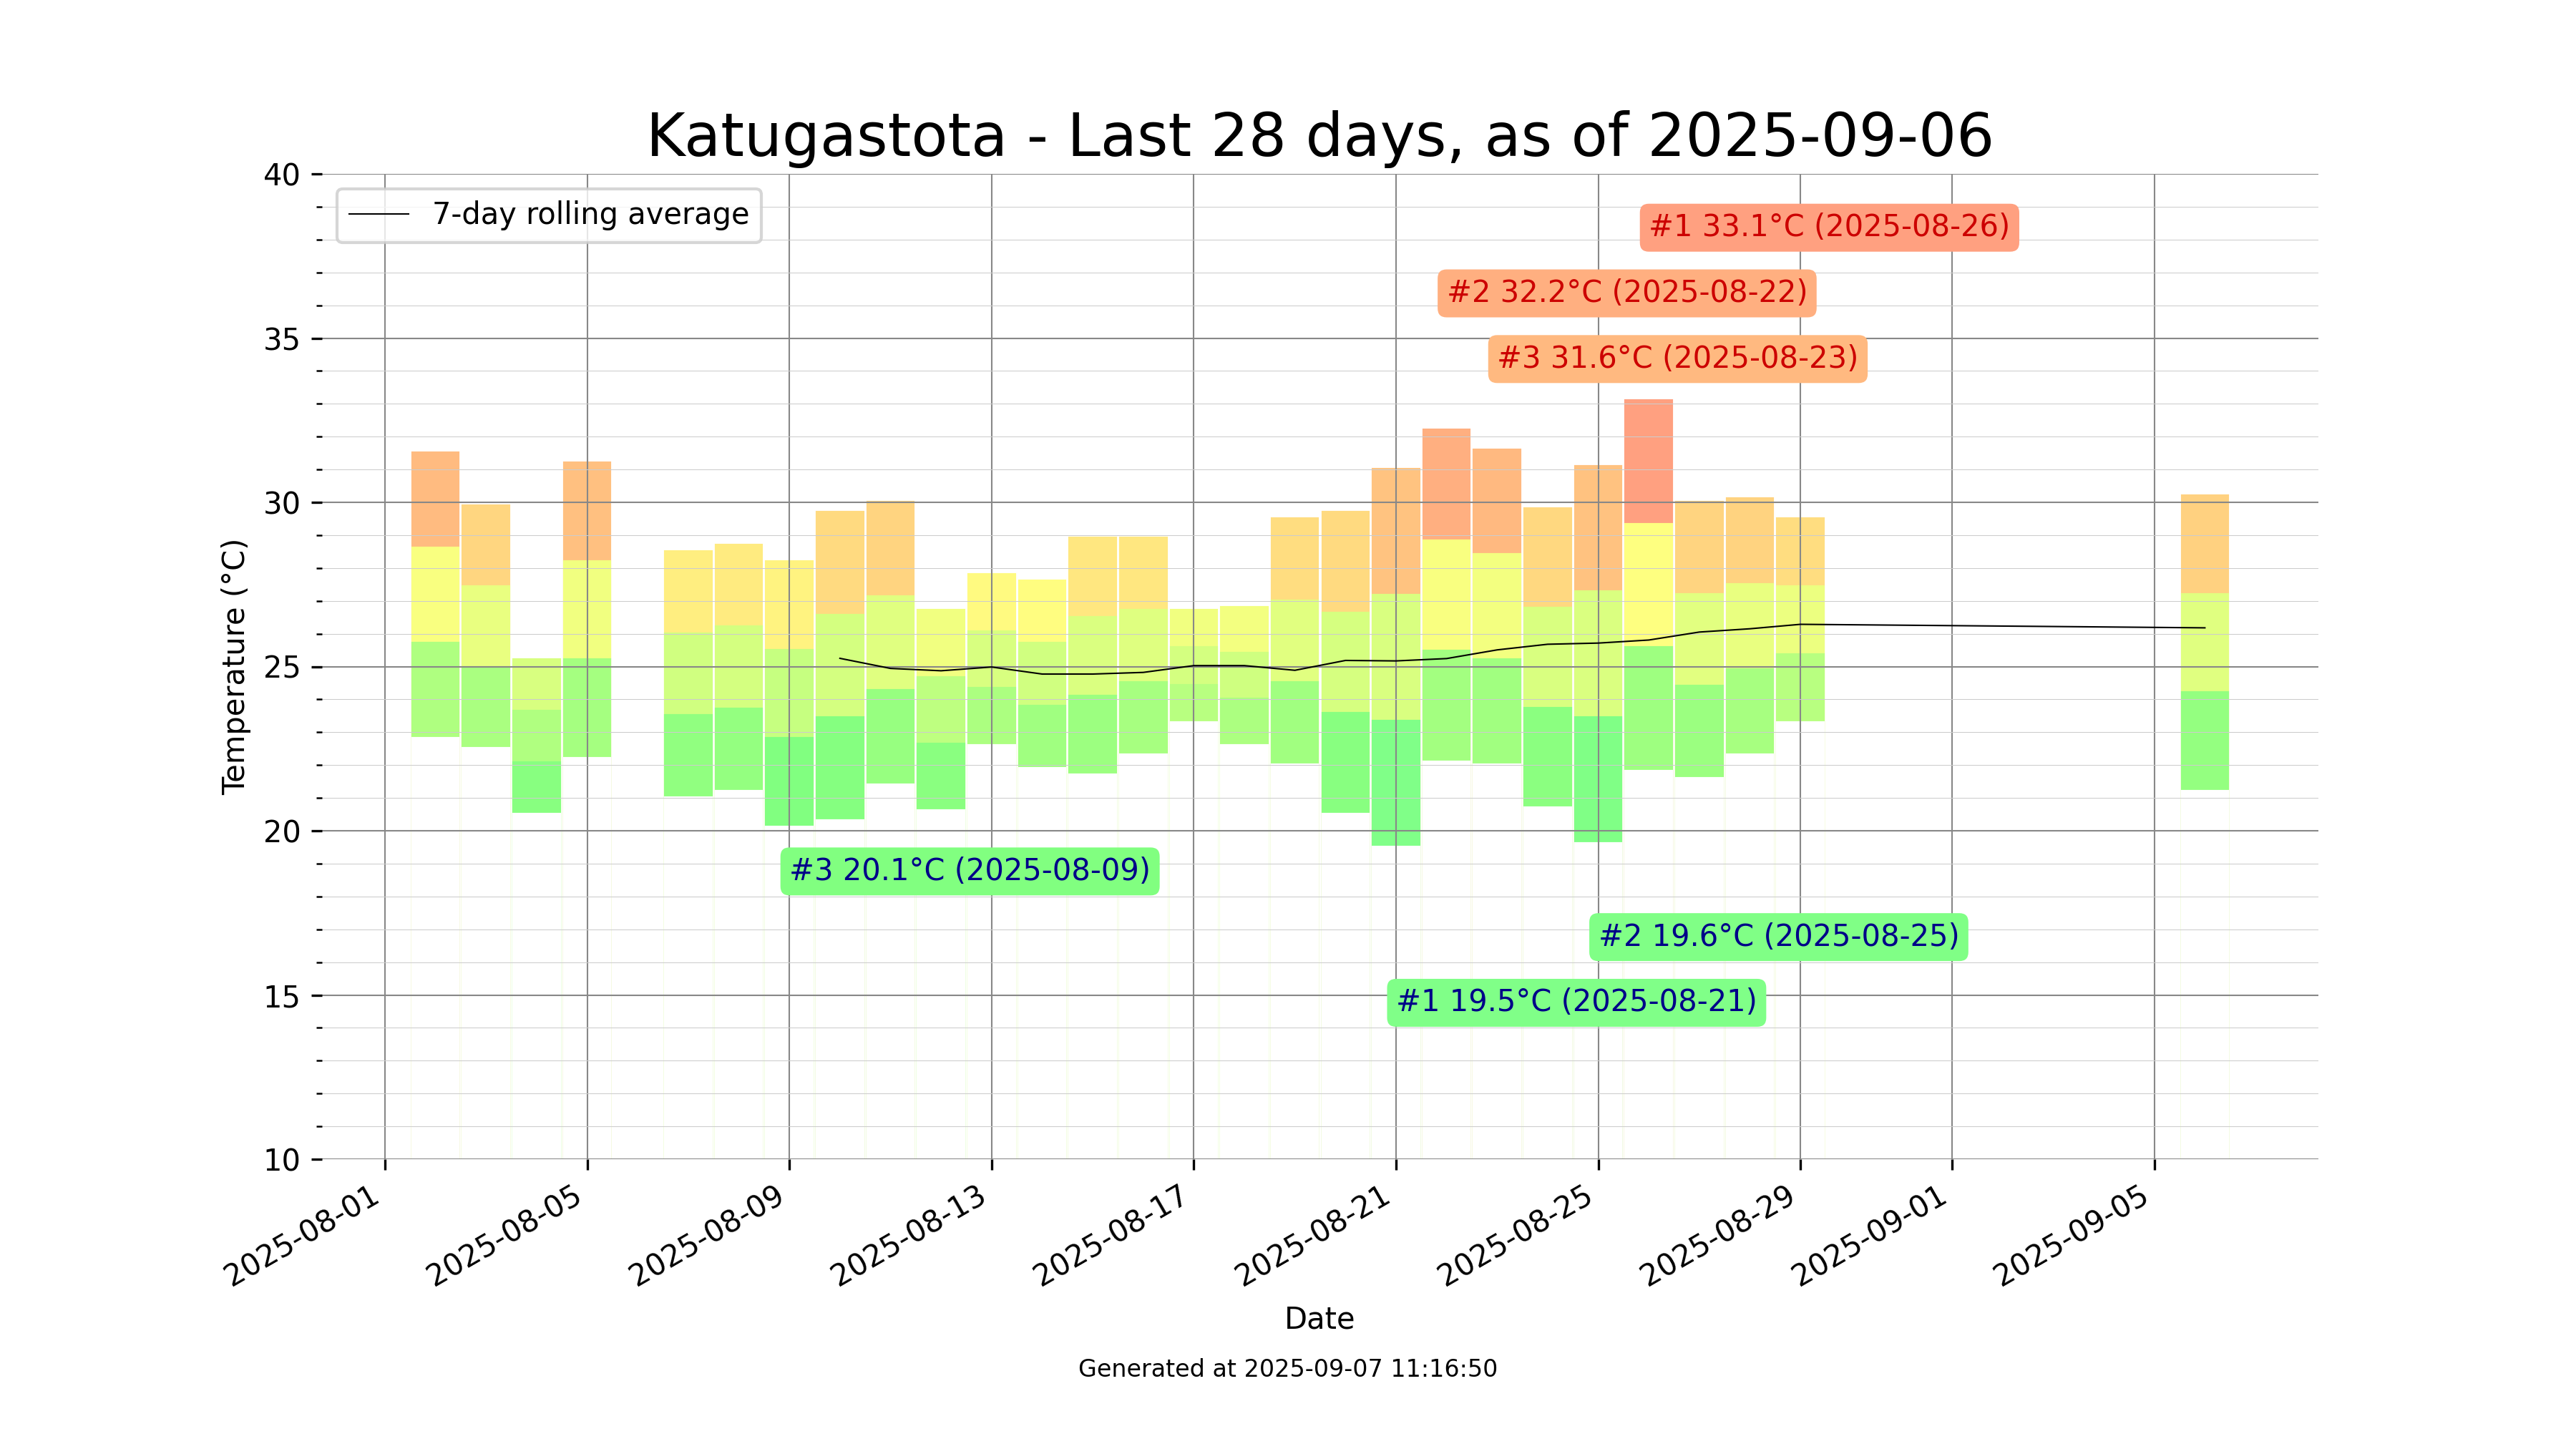 Katugastota - Last 28 days, as of 2025-09-06
7-day rolling average
#1 33.1°C (2025-08-26)
#2 32.2°C (2025-08-22)
#3 31.6°C (2025-08-23)
#3 20.1°C (2025-08-09)
#2 19.6°C (2025-08-25)
#1 19.5°C (2025-08-21)
Temperature (°C)
40
35
30
25
20
15
10
2025-08-01
2025-08-05
2025-08-09
2025-08-13
2025-08-17
2025-08-21
2025-08-25
2025-08-29
2025-09-01
2025-09-05
Date
Generated at 2025-09-07 11:16:50